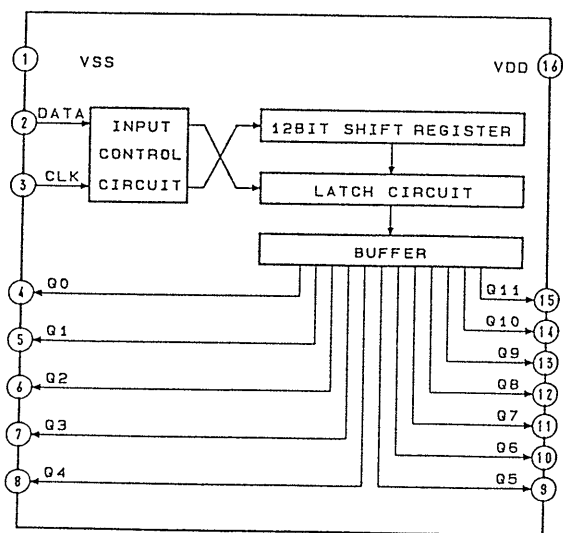 1 VSS VDD 16
2 DATA INPUT 12BIT SHIFT REGISTER
CONTROL
3 CLK CIRCUIT LATCH CIRCUIT
BUFFER
4 Q0 Q11 15
5 Q1 Q10 14
6 Q2 Q9 13
7 Q3 Q8 12
8 Q4 Q7 11
Q6 10
Q5 9